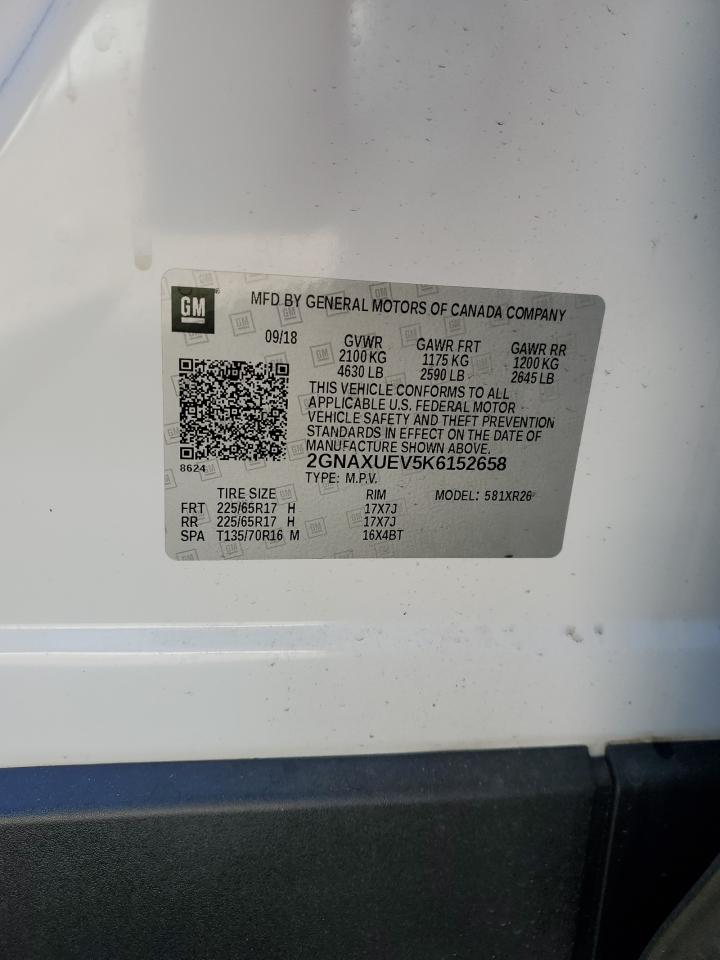 GM
MFD BY GENERAL MOTORS OF CANADA COMPANY
09/18 GVWR GAWR FRT GAWR RR
2100 KG 1175 KG 1200 KG
4630 LB 2590 LB 2645 LB
THIS VEHICLE CONFORMS TO ALL
APPLICABLE U.S. FEDERAL MOTOR
VEHICLE SAFETY AND THEFT PREVENTION
STANDARDS IN EFFECT ON THE DATE OF
MANUFACTURE SHOWN ABOVE.
8624 2GNAXUEV5K6152658
TYPE: M.P.V.
TIRE SIZE RIM MODEL: 581XR26
FRT 225/65R17 H 17X7J
RR 225/65R17 H 17X7J
SPA T135/70R16 M 16X4BT